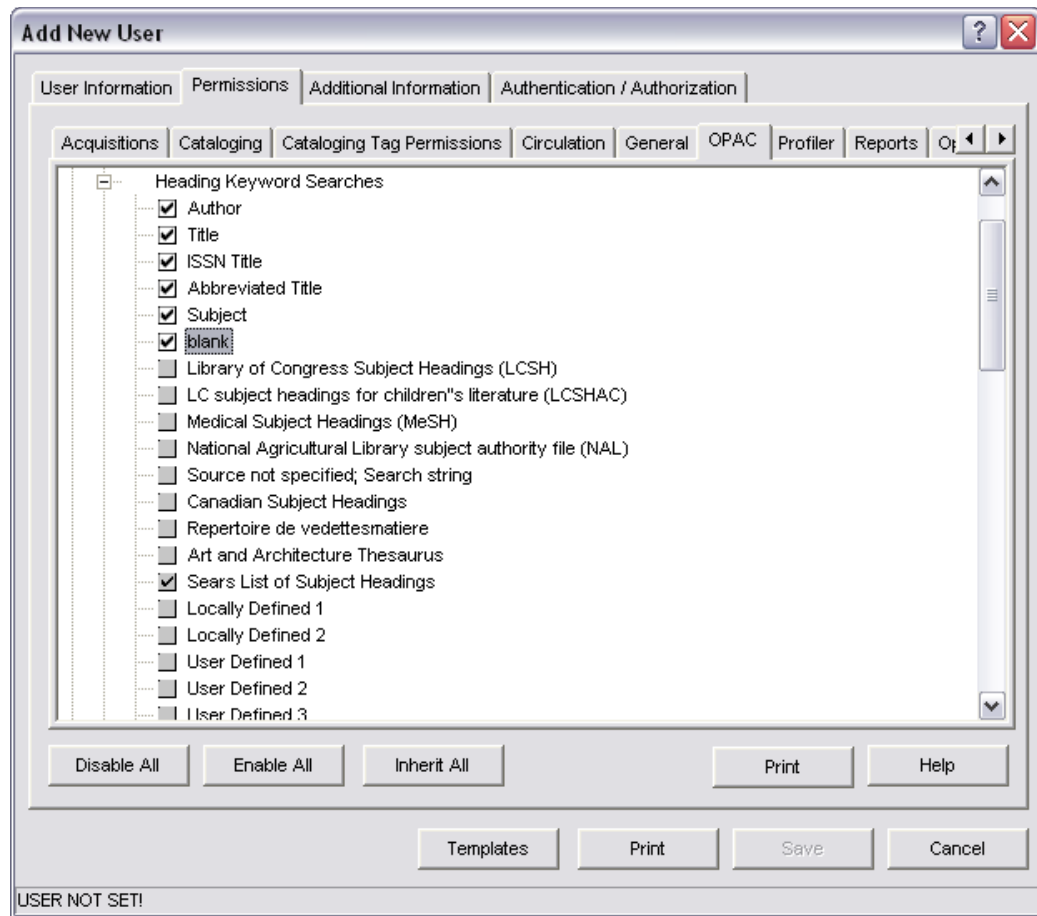 Add New User
User Information Permissions Additional Information Authentication / Authorization
Acquisitions Cataloging Cataloging Tag Permissions Circulation General OPAC Profiler Reports
Heading Keyword Searches
Author
Title
ISSN Title
Abbreviated Title
Subject
blank
Library of Congress Subject Headings (LCSH)
LC subject headings for children"s literature (LCSHAC)
Medical Subject Headings (MeSH)
National Agricultural Library subject authority file (NAL)
Source not specified; Search string
Canadian Subject Headings
Repertoire de vedettesmatiere
Art and Architecture Thesaurus
Sears List of Subject Headings
Locally Defined 1
Locally Defined 2
User Defined 1
User Defined 2
User Defined 3
Disable All Enable All Inherit All Print Help
Templates Print Save Cancel
USER NOT SET!